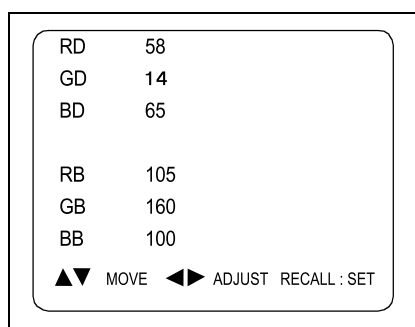 RD 58
GD 14
BD 65
RB 105
GB 160
BB 100
▲▼ MOVE ◀▶ ADJUST RECALL : SET